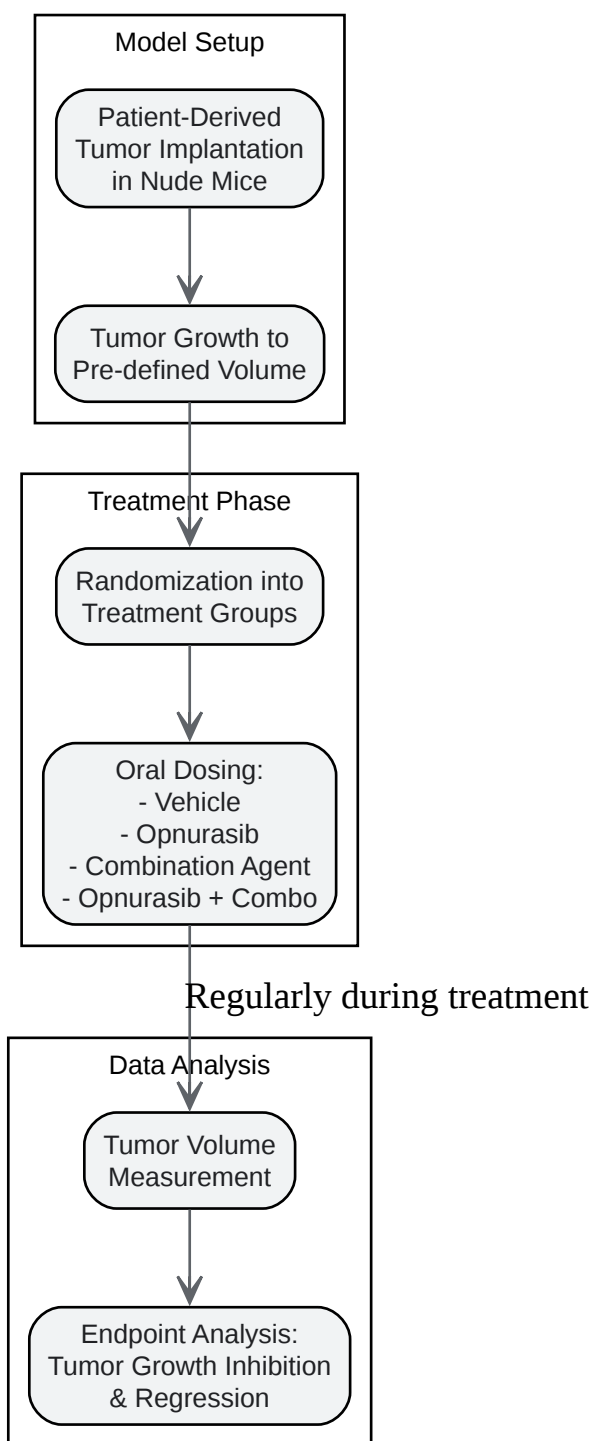 Model Setup
Patient-Derived
Tumor Implantation
in Nude Mice
Tumor Growth to
Pre-defined Volume
Treatment Phase
Randomization into
Treatment Groups
Oral Dosing:
- Vehicle
- Opnurasib
- Combination Agent
- Opnurasib + Combo
Regularly during treatment
Data Analysis
Tumor Volume
Measurement
Endpoint Analysis:
Tumor Growth Inhibition
& Regression